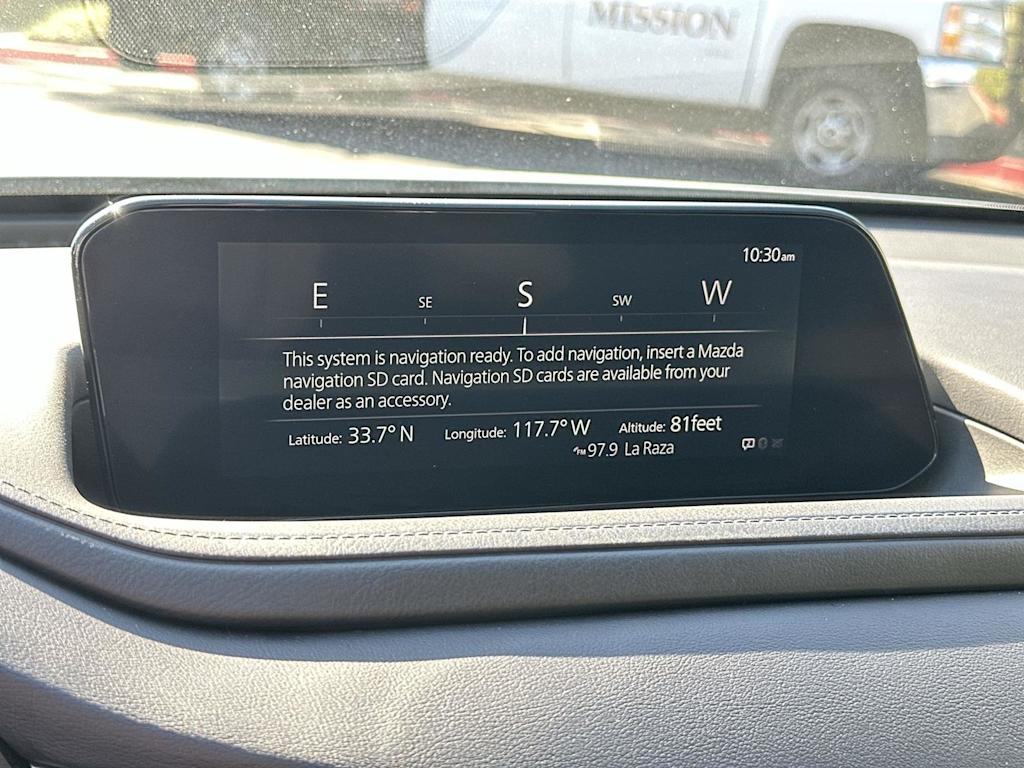 MISSION
10:30am
E SE S SW W
This system is navigation ready. To add navigation, insert a Mazda
navigation SD card. Navigation SD cards are available from your
dealer as an accessory.
Latitude: 33.7° N Longitude: 117.7° W Altitude: 81feet
FM 97.9 La Raza